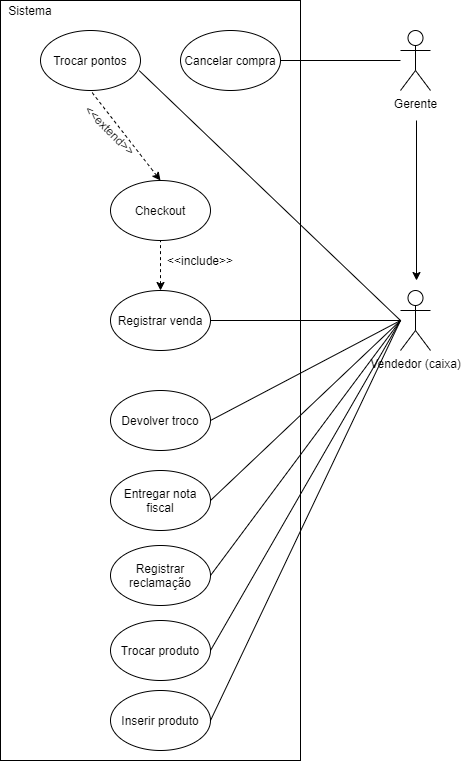 Sistema
Trocar pontos
Cancelar compra
Gerente
<<extend>>
Checkout
<<include>>
Registrar venda
Vendedor (caixa)
Devolver troco
Entregar nota
fiscal
Registrar
reclamação
Trocar produto
Inserir produto